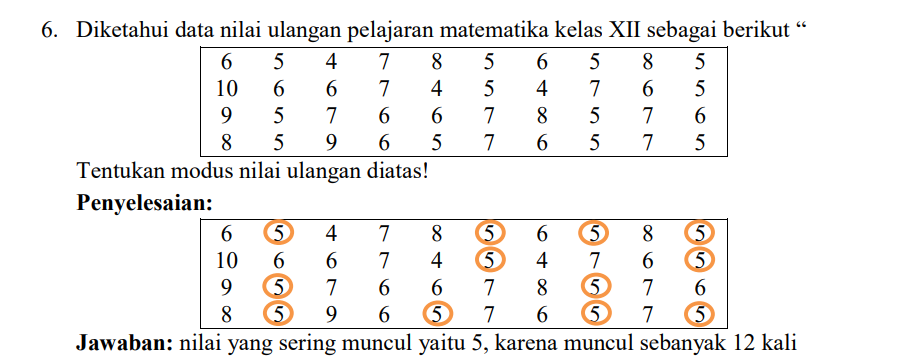 6. Diketahui data nilai ulangan pelajaran matematika kelas XII sebagai berikut “
6 5 4 7 8 5 6 5 8 5
10 6 6 7 4 5 4 7 6 5
9 5 7 6 6 7 8 5 7 6
8 5 9 6 5 7 6 5 7 5
Tentukan modus nilai ulangan diatas!
Penyelesaian:
6 5 4 7 8 5 6 5 8 5
10 6 6 7 4 5 4 7 6 5
9 5 7 6 6 7 8 5 7 6
8 5 9 6 5 7 6 5 7 5
Jawaban: nilai yang sering muncul yaitu 5, karena muncul sebanyak 12 kali